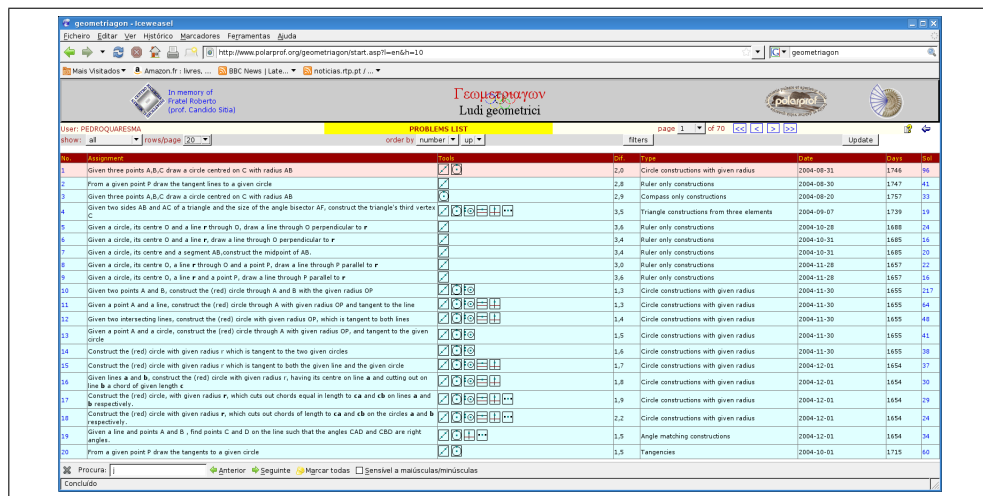 geometriagon - Iceweasel
Ficheiro Editar Ver Histórico Marcadores Ferramentas Ajuda
http://www.polarprof.org/geometriagon/start.asp?l=en&h=10 geometriagon
Mais Visitados Amazon.fr : livres, ... BBC News | Late... noticias.rtp.pt / ...
In memory of
Fratel Roberto
(prof. Candido Sitia)
Γεωμετριαγων
Ludi geometrici
polarprof
User: PEDROQUARESMA PROBLEMS LIST page 1 of 70 << < > >>
show: all rows/page 20 order by number up filters Update
No. Assignment Tools Dif. Type Date Days Sol
1 Given three points A,B,C draw a circle centred on C with radius AB 2,0 Circle constructions with given radius 2004-08-31 1746 96
2 From a given point P draw the tangent lines to a given circle 2,8 Ruler only constructions 2004-08-30 1747 41
3 Given three points A,B,C draw a circle centred on C with radius AB 2,9 Compass only constructions 2004-08-20 1757 33
4 Given two sides AB and AC of a triangle and the size of the angle bisector AF, construct the triangle's third vertex
C 3,5 Triangle constructions from three elements 2004-09-07 1739 19
5 Given a circle, its centre O and a line r through O, draw a line through O perpendicular to r 3,6 Ruler only constructions 2004-10-28 1688 24
6 Given a circle, its centre O and a line r, draw a line through O perpendicular to r 3,4 Ruler only constructions 2004-10-31 1685 16
7 Given a circle, its centre and a segment AB,construct the midpoint of AB. 3,4 Ruler only constructions 2004-10-31 1685 20
8 Given a circle, its centre O, a line r through O and a point P, draw a line through P parallel to r 3,0 Ruler only constructions 2004-11-28 1657 22
9 Given a circle, its centre O, a line r and a point P, draw a line through P parallel to r 3,6 Ruler only constructions 2004-11-28 1657 16
10 Given two points A and B, construct the (red) circle through A and B with the given radius OP 1,3 Circle constructions with given radius 2004-11-30 1655 217
11 Given a point A and a line, construct the (red) circle through A with given radius OP and tangent to the line 1,3 Circle constructions with given radius 2004-11-30 1655 64
12 Given two intersecting lines, construct the (red) circle with given radius OP, which is tangent to both lines 1,4 Circle constructions with given radius 2004-11-30 1655 48
13 Given a point A and a circle, construct the (red) circle through A with given radius OP, and tangent to the given
circle 1,5 Circle constructions with given radius 2004-11-30 1655 41
14 Construct the (red) circle with given radius r which is tangent to the two given circles 1,6 Circle constructions with given radius 2004-11-30 1655 38
15 Construct the (red) circle with given radius r which is tangent to both the given line and the given circle 1,7 Circle constructions with given radius 2004-12-01 1654 37
16 Given lines a and b, construct the (red) circle with given radius r, having its centre on line a and cutting out on
line b a chord of given length c 1,8 Circle constructions with given radius 2004-12-01 1654 30
17 Construct the (red) circle, with given radius r, which cuts out chords equal in length to ca and cb on lines a and
b respectively. 1,9 Circle constructions with given radius 2004-12-01 1654 29
18 Construct the (red) circle with given radius r, which cuts out chords of length to ca and cb on the circles a and b
respectively. 2,2 Circle constructions with given radius 2004-12-01 1654 24
19 Given a line and points A and B , find points C and D on the line such that the angles CAD and CBD are right
angles. 1,5 Angle matching constructions 2004-12-01 1654 34
20 From a given point P draw the tangents to a given circle 1,5 Tangencies 2004-10-01 1715 60
Procura: j Anterior Seguinte Marcar todas Sensível a maiúsculas/minúsculas
Concluído